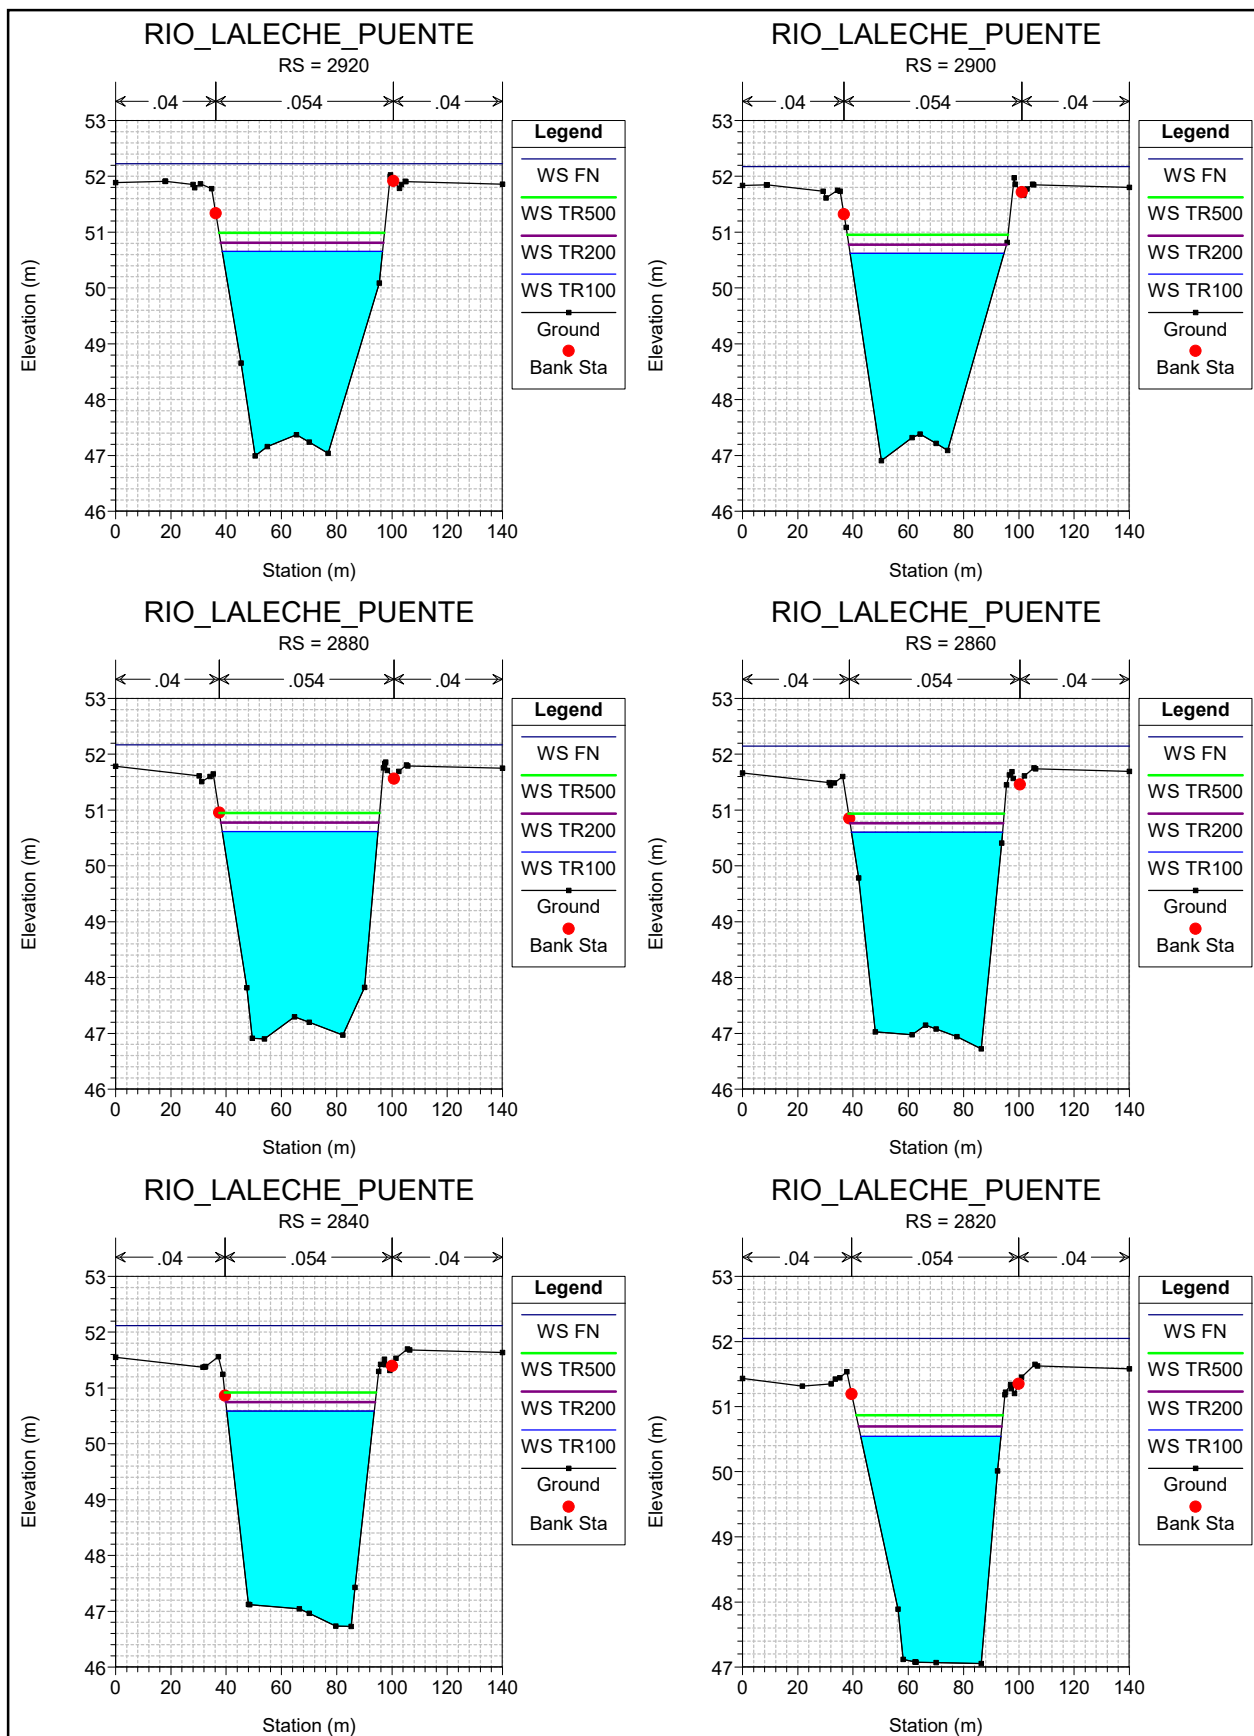 RIO_LALECHE_PUENTE
RS = 2920
.04 .054 .04
53
52
51
50
49
48
47
46
0 20 40 60 80 100 120 140
Station (m)
Elevation (m)
Legend
WS FN
WS TR500
WS TR200
WS TR100
Ground
Bank Sta
RIO_LALECHE_PUENTE
RS = 2900
.04 .054 .04
53
52
51
50
49
48
47
46
0 20 40 60 80 100 120 140
Station (m)
Elevation (m)
Legend
WS FN
WS TR500
WS TR200
WS TR100
Ground
Bank Sta
RIO_LALECHE_PUENTE
RS = 2880
.04 .054 .04
53
52
51
50
49
48
47
46
0 20 40 60 80 100 120 140
Station (m)
Elevation (m)
Legend
WS FN
WS TR500
WS TR200
WS TR100
Ground
Bank Sta
RIO_LALECHE_PUENTE
RS = 2860
.04 .054 .04
53
52
51
50
49
48
47
46
0 20 40 60 80 100 120 140
Station (m)
Elevation (m)
Legend
WS FN
WS TR500
WS TR200
WS TR100
Ground
Bank Sta
RIO_LALECHE_PUENTE
RS = 2840
.04 .054 .04
53
52
51
50
49
48
47
46
0 20 40 60 80 100 120 140
Station (m)
Elevation (m)
Legend
WS FN
WS TR500
WS TR200
WS TR100
Ground
Bank Sta
RIO_LALECHE_PUENTE
RS = 2820
.04 .054 .04
53
52
51
50
49
48
47
0 20 40 60 80 100 120 140
Station (m)
Elevation (m)
Legend
WS FN
WS TR500
WS TR200
WS TR100
Ground
Bank Sta